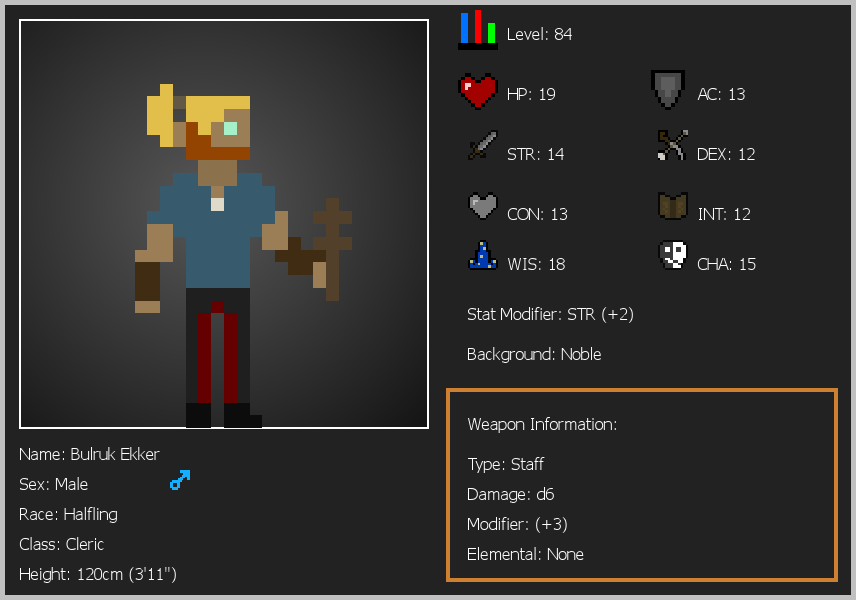 Level: 84
HP: 19
AC: 13
STR: 14
DEX: 12
CON: 13
INT: 12
WIS: 18
CHA: 15
Stat Modifier: STR (+2)
Background: Noble
Weapon Information:
Type: Staff
Damage: d6
Modifier: (+3)
Elemental: None
Name: Bulruk Ekker
Sex: Male
Race: Halfling
Class: Cleric
Height: 120cm (3'11")